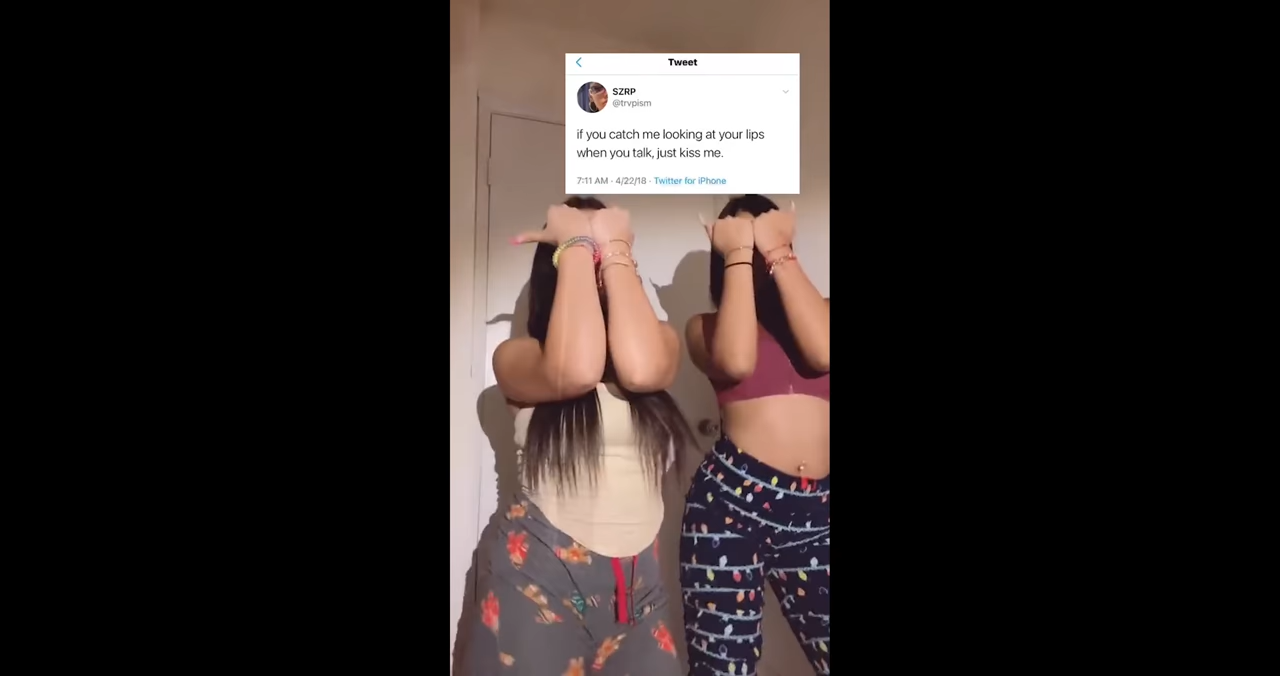 Tweet
SZRP
@trvpism
if you catch me looking at your lips
when you talk, just kiss me.
7:11 AM · 4/22/18 · Twitter for iPhone